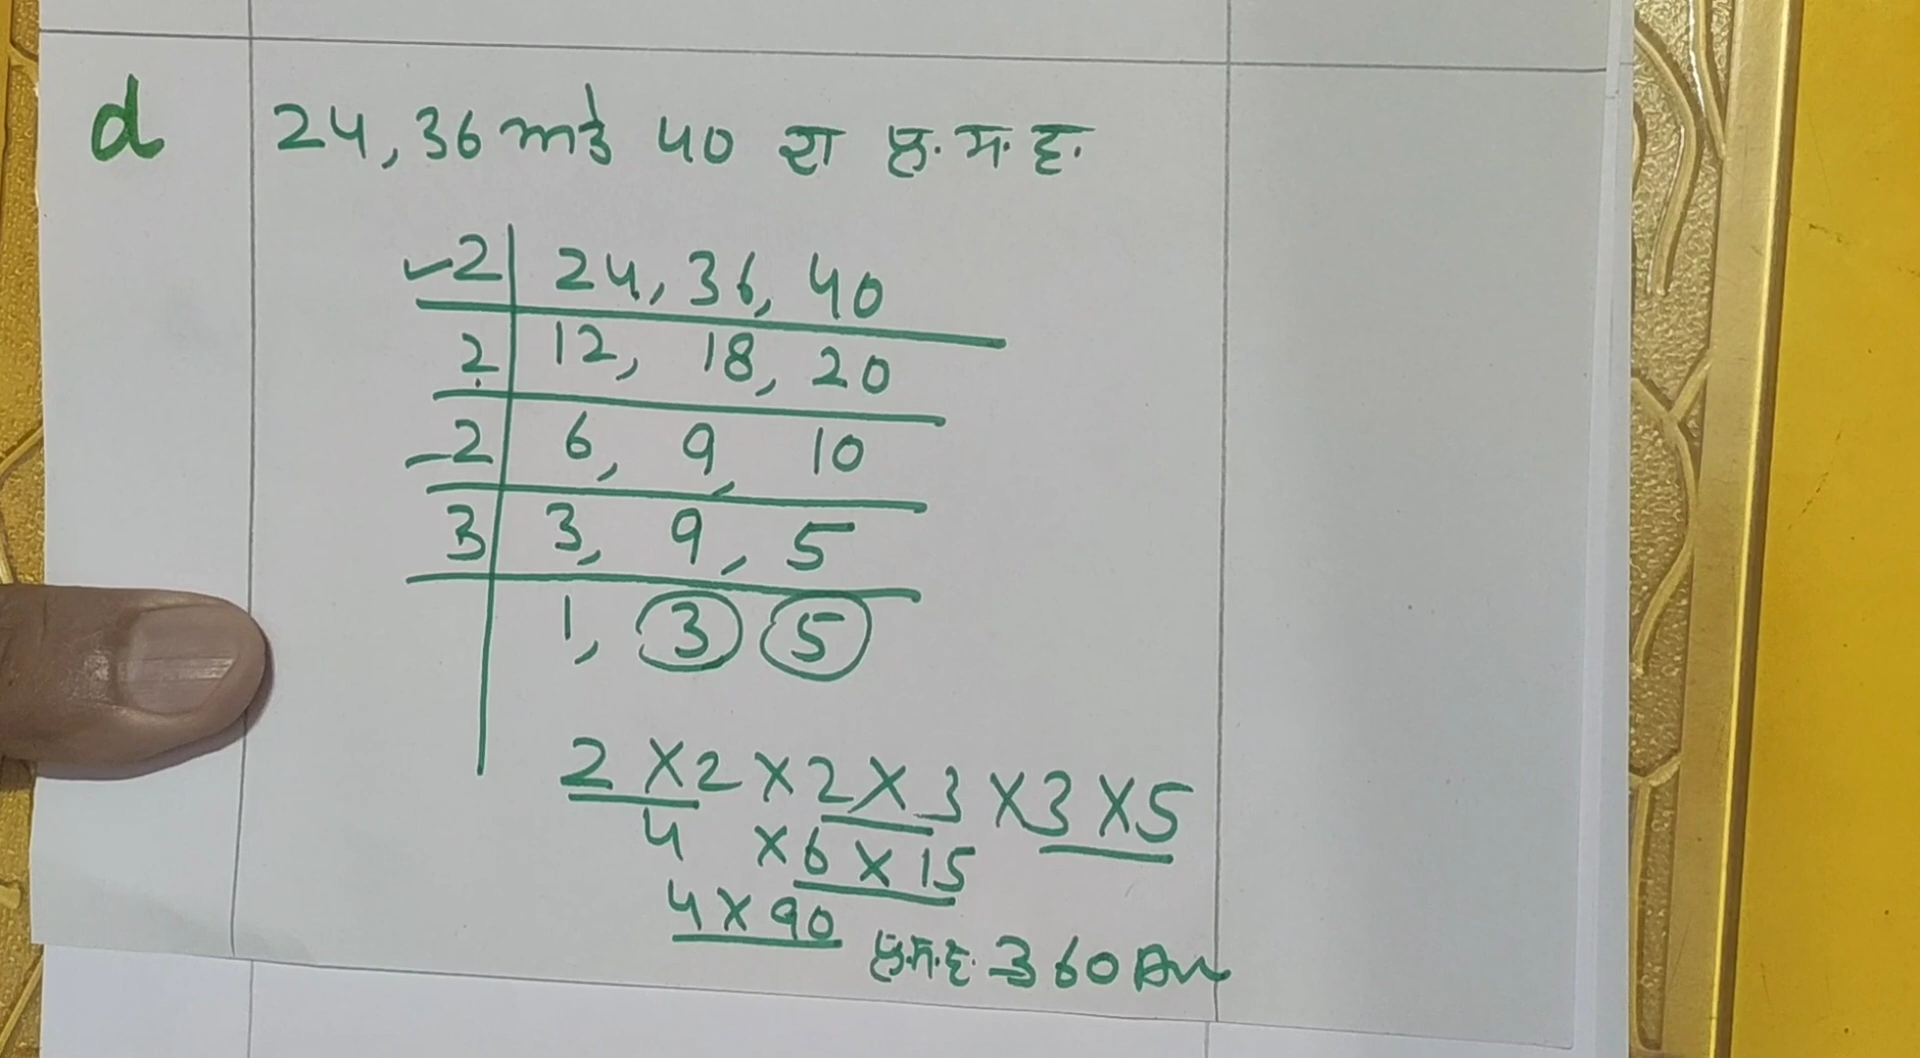 d 24, 36 ਅਤੇ 40 ਦਾ ਲ.ਸ.ਵ.
2 | 24, 36, 40
2 | 12, 18, 20
2 | 6, 9, 10
3 | 3, 9, 5
1, 3 5
2 X 2 X 2 X 3 X 3 X 5
4 X 6 X 15
4 X 90
ਲ.ਸ.ਵ. 360 Ans